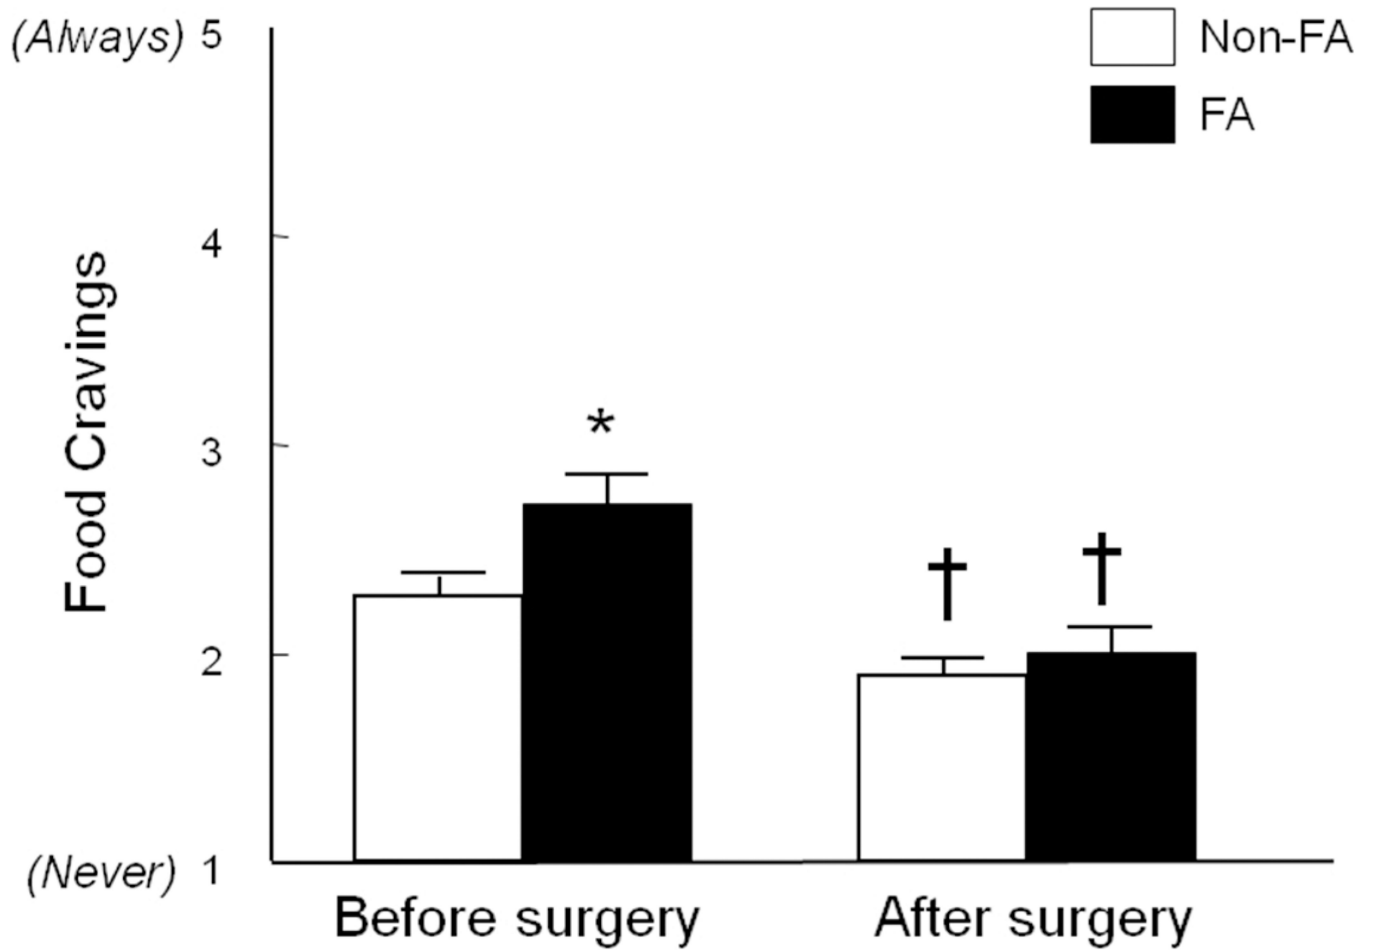 (Always) 5
Non-FA
FA
4
3
2
(Never) 1
Food Cravings
*
†
†
Before surgery
After surgery